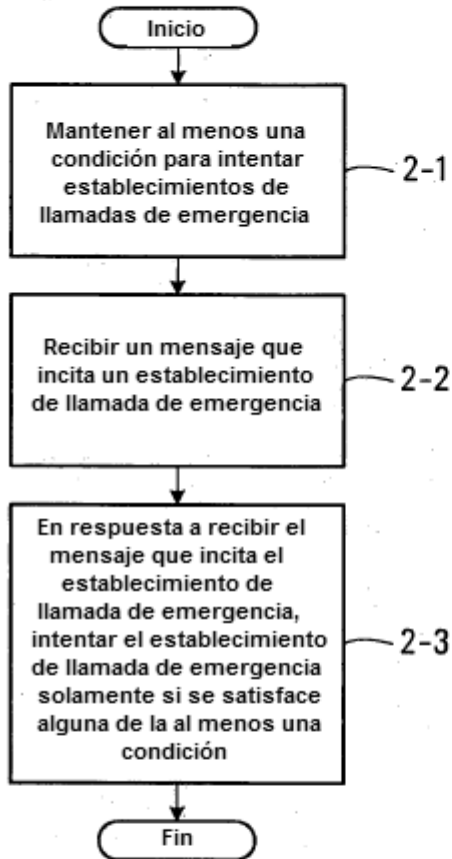 Inicio
Mantener al menos una
condición para intentar
establecimientos de
llamadas de emergencia
2-1
Recibir un mensaje que
incita un establecimiento
de llamada de emergencia
2-2
En respuesta a recibir el
mensaje que incita el
establecimiento de
llamada de emergencia,
intentar el establecimiento
de llamada de emergencia
solamente si se satisface
alguna de la al menos una
condición
2-3
Fin